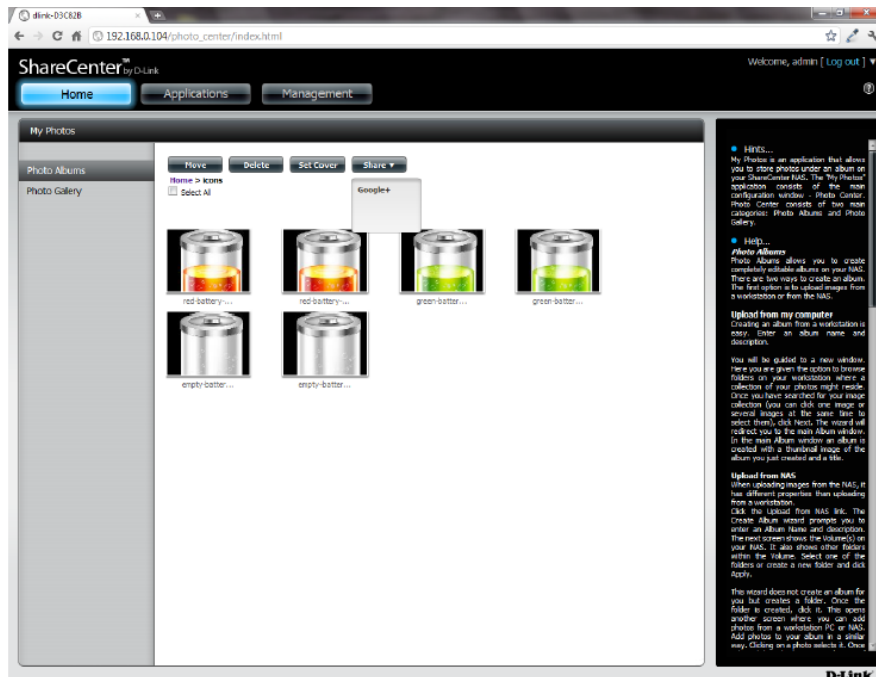 dlink-D3C82B
192.168.0.104/photo_center/index.html
ShareCenter™ by D-Link
Welcome, admin [ Log out ] ▼
Home Applications Management
My Photos
Photo Albums
Photo Gallery
Move Delete Set Cover Share ▼
Home > icons
Select All
Google+
red-battery-... red-battery-... green-batter... green-batter...
empty-batter... empty-batter...
Hints...
My Photos is an application that allows
you to store photos under an album on
your ShareCenter NAS. The "My Photos"
application consists of the main
configuration window - Photo Center.
Photo Center consists of two main
categories: Photo Albums and Photo
Gallery.
Help...
Photo Albums
Photo Albums allows you to create
completely editable albums on your NAS.
There are two ways to create an album.
The first option is to upload images from
a workstation or from the NAS.
Upload from my computer
Creating an album from a workstation is
easy. Enter an album name and
description.
You will be guided to a new window.
Here you are given the option to browse
folders on your workstation where a
collection of your photos might reside.
Once you have searched for your image
collection (you can click one image or
several images at the same time to
select them), click Next. The wizard will
redirect you to the main Album window.
In the main Album window an album is
created with a thumbnail image of the
album you just created and a title.
Upload from NAS
When uploading images from the NAS, it
has different properties than uploading
from a workstation.
Click the Upload from NAS link. The
Create Album wizard prompts you to
enter an Album Name and description.
The next screen shows the Volume(s) on
your NAS. It also shows other folders
within the Volume. Select one of the
folders or create a new folder and click
Apply.
This wizard does not create an album for
you but creates a folder. Once the
folder is created, click it. This opens
another screen where you can add
photos from a workstation PC or NAS.
Add photos to your album in a similar
way. Clicking on a photo selects it. Once
D-Link